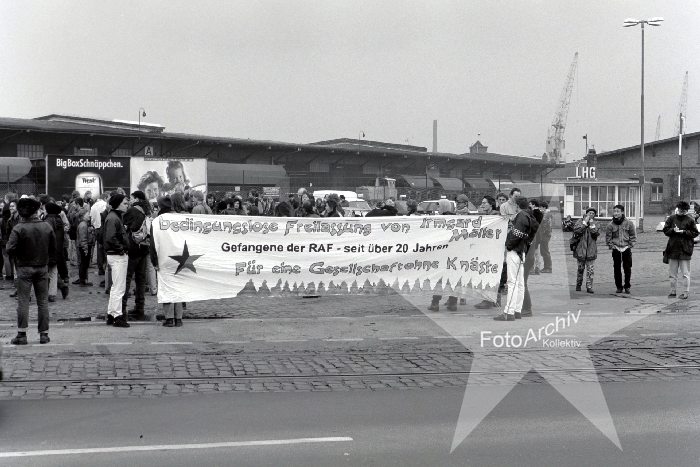 BigBoxSchnäppchen.
A
LHG
Bedingungslose Freilassung von Irmgard
Möller
Gefangene der RAF - seit über 20 Jahren
Für eine Gesellschaft ohne Knäste
FotoArchiv
Kollektiv